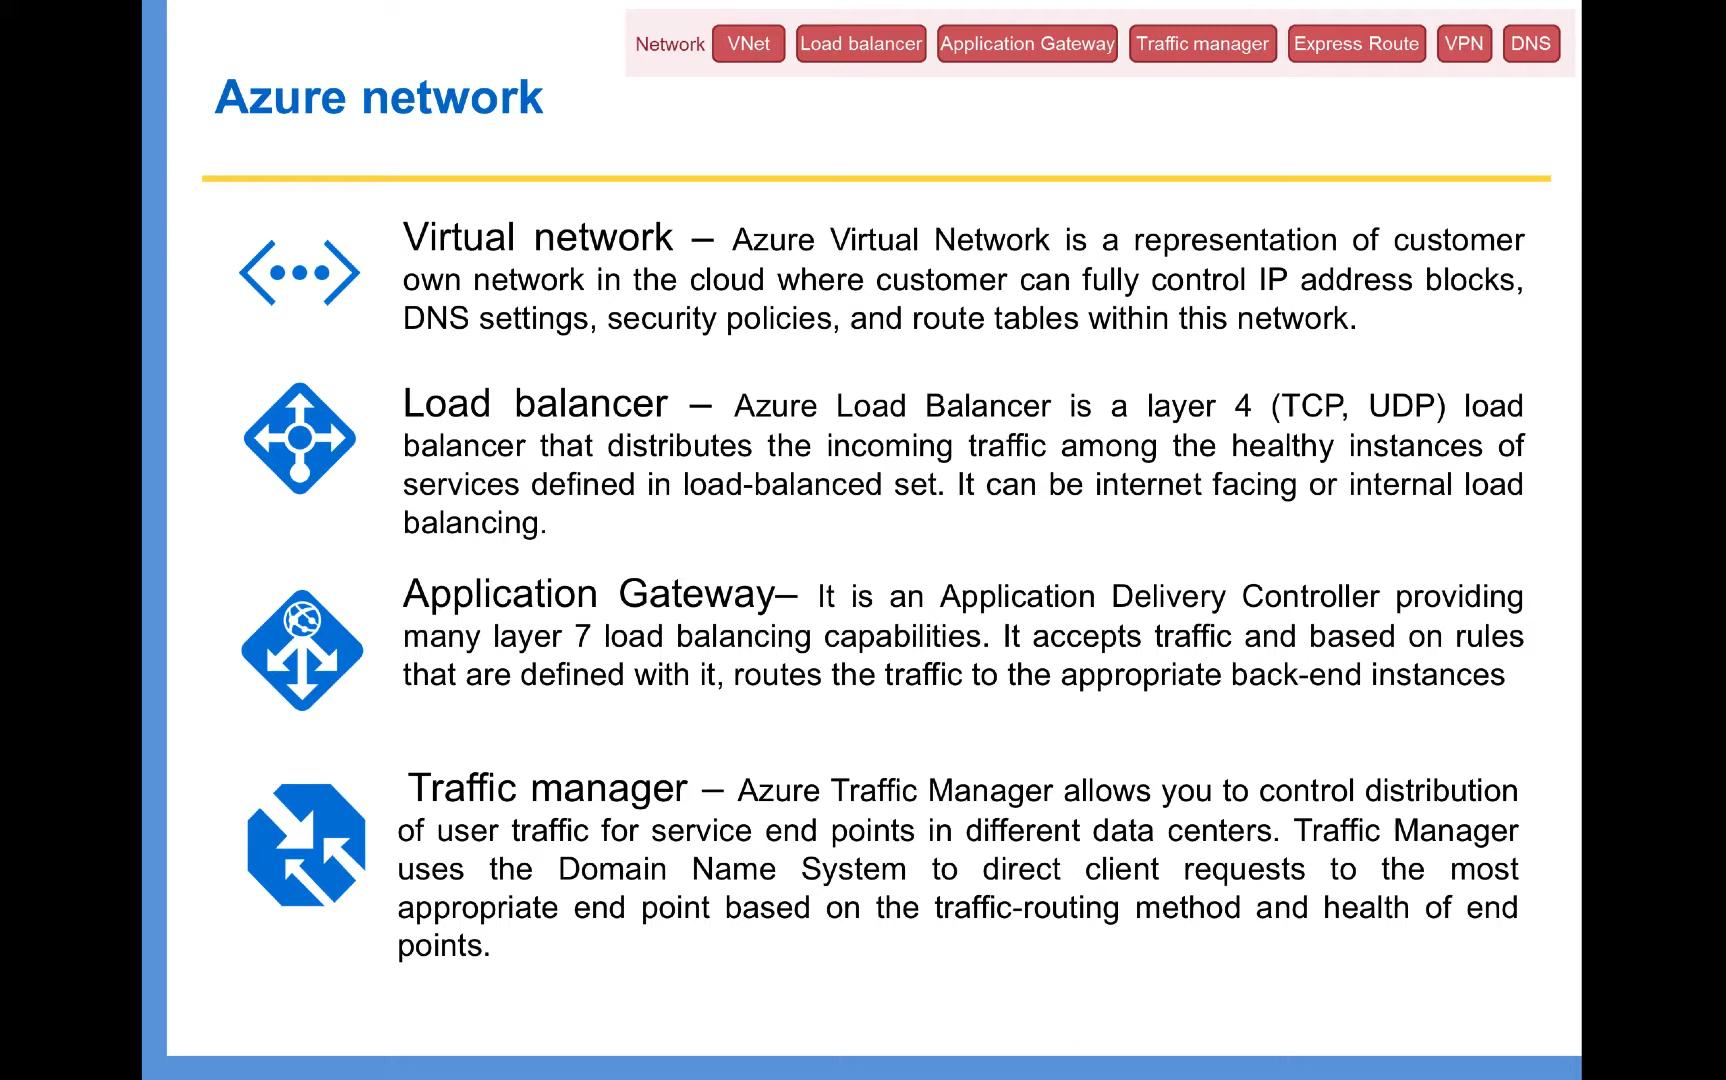 Network VNet Load balancer Application Gateway Traffic manager Express Route VPN DNS
Azure network
Virtual network – Azure Virtual Network is a representation of customer
own network in the cloud where customer can fully control IP address blocks,
DNS settings, security policies, and route tables within this network.
Load balancer – Azure Load Balancer is a layer 4 (TCP, UDP) load
balancer that distributes the incoming traffic among the healthy instances of
services defined in load-balanced set. It can be internet facing or internal load
balancing.
Application Gateway– It is an Application Delivery Controller providing
many layer 7 load balancing capabilities. It accepts traffic and based on rules
that are defined with it, routes the traffic to the appropriate back-end instances
Traffic manager – Azure Traffic Manager allows you to control distribution
of user traffic for service end points in different data centers. Traffic Manager
uses the Domain Name System to direct client requests to the most
appropriate end point based on the traffic-routing method and health of end
points.